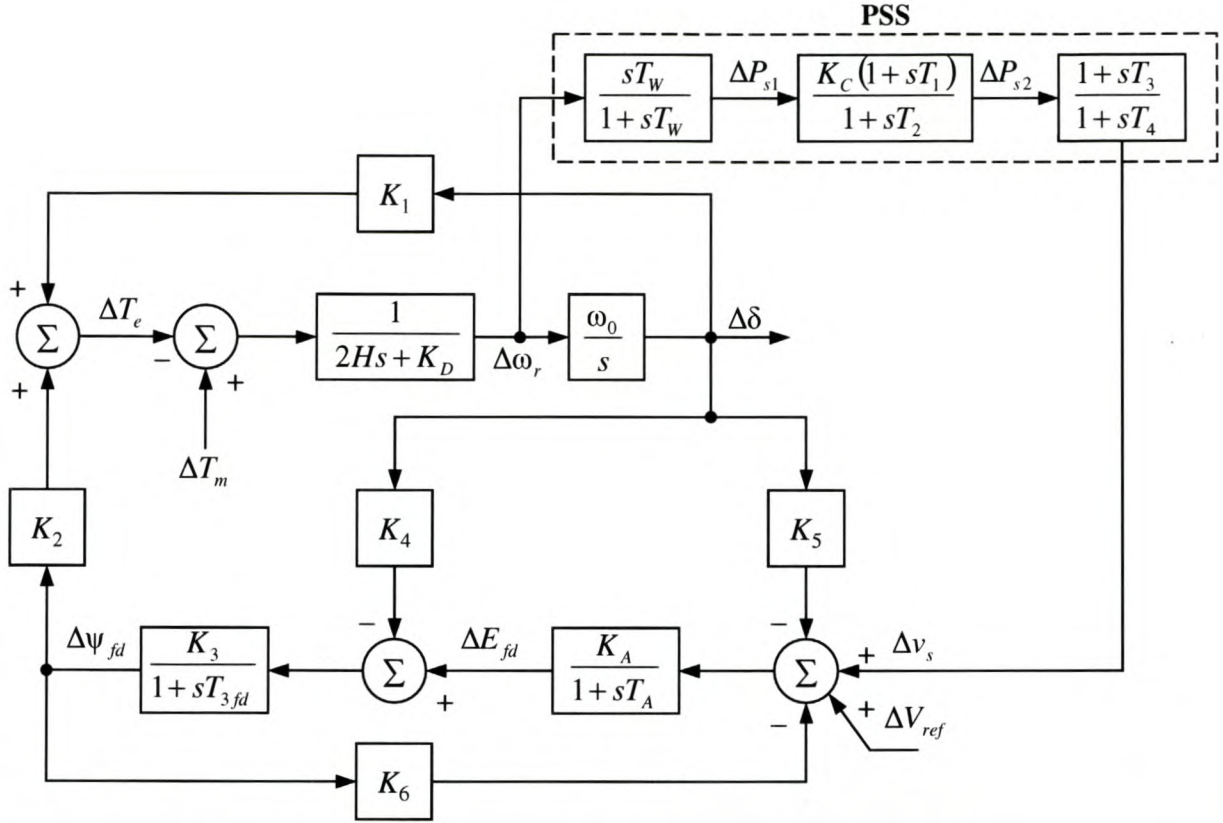 PSS
sT_W / 1 + sT_W
ΔP_s1
K_C(1 + sT_1) / 1 + sT_2
ΔP_s2
1 + sT_3 / 1 + sT_4
K_1
+
ΔT_e
Σ
−
Σ
+
1 / 2Hs + K_D
Δω_r
ω_0 / s
Δδ
+
ΔT_m
K_2
K_4
K_5
−
−
Δψ_fd
K_3 / 1 + sT_3fd
Σ
ΔE_fd
+
K_A / 1 + sT_A
Σ
+
Δv_s
−
+
ΔV_ref
K_6